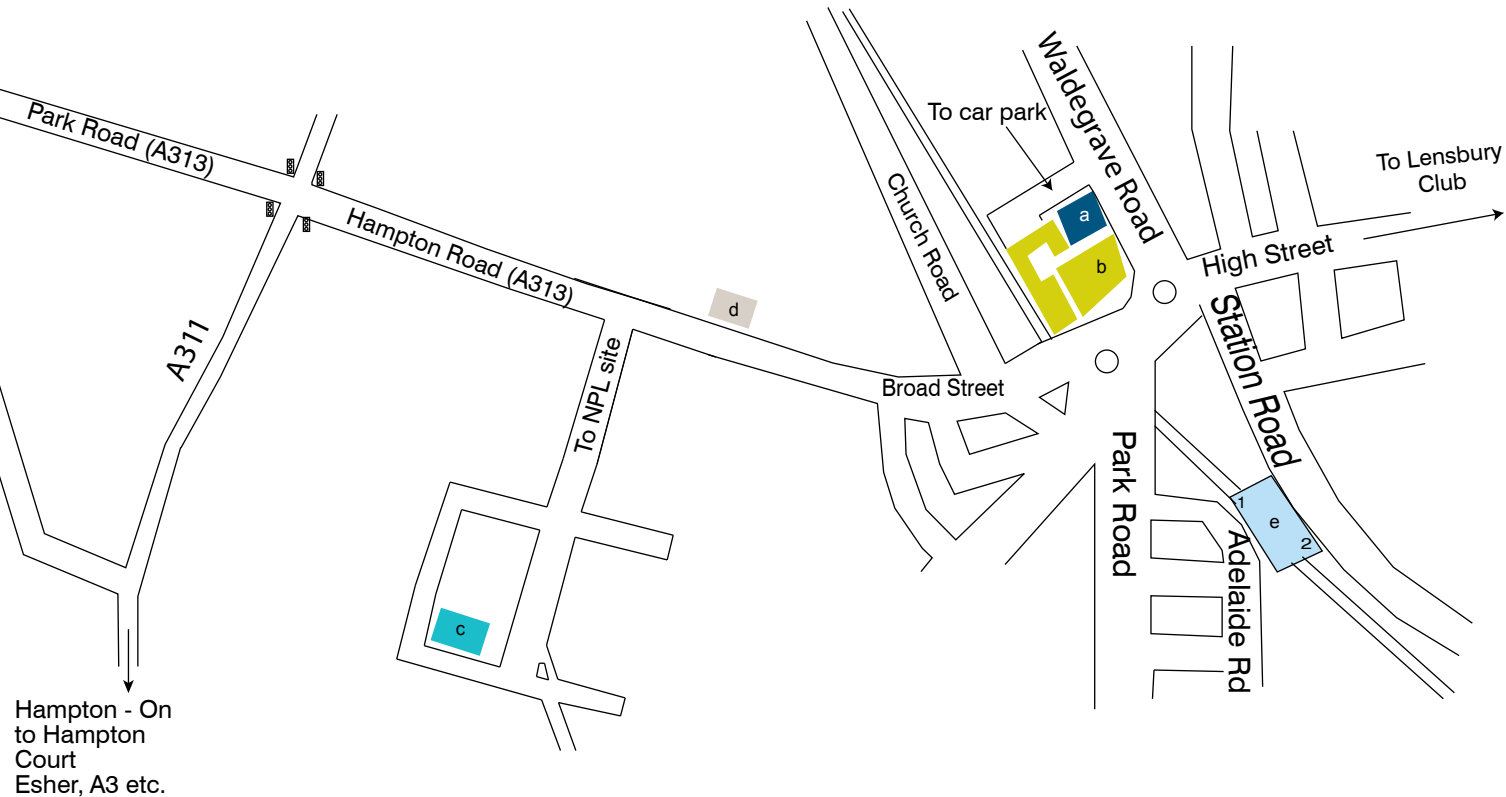 Park Road (A313)
Hampton Road (A313)
A311
To NPL site
Church Road
To car park
Waldegrave Road
To Lensbury
Club
High Street
Station Road
Broad Street
Park Road
Adelaide Rd
a
b
c
d
1
e
2
Hampton - On
to Hampton
Court
Esher, A3 etc.